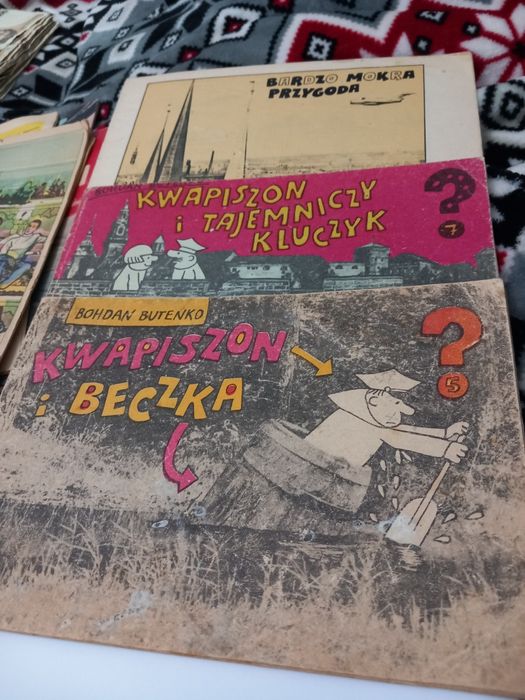 BARDZO MOKRA
PRZYGODA
KWAPISZON
i TAJEMNICZY
KLUCZYK
?
7
BOHDAN BUTENKO
KWAPISZON
i BECZKA
?
5